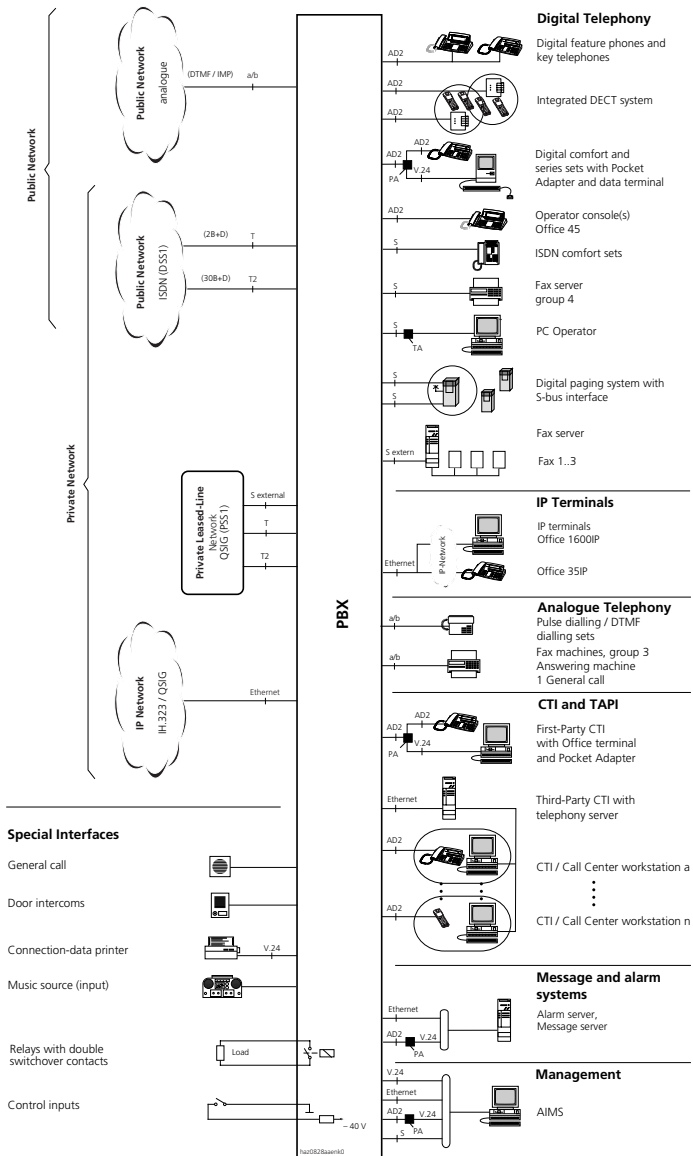 Public Network
Private Network
Public Network
analogue
(DTMF / IMP)
a/b
Public Network
ISDN (DSS1)
(2B+D)
T
(30B+D)
T2
Private Leased-Line
Network
QSIG (PSS1)
S external
T
T2
IP Network
IH.323 / QSIG
Ethernet
Special Interfaces
General call
Door intercoms
Connection-data printer
V.24
Music source (input)
Relays with double
switchover contacts
Load
Control inputs
– 40 V
haz0828aaenk0
PBX
Digital Telephony
AD2
Digital feature phones and
key telephones
AD2
AD2
Integrated DECT system
AD2
AD2
PA
V.24
Digital comfort and
series sets with Pocket
Adapter and data terminal
AD2
Operator console(s)
Office 45
S
ISDN comfort sets
S
Fax server
group 4
S
TA
PC Operator
S
S
Digital paging system with
S-bus interface
Fax server
S extern
Fax 1..3
IP Terminals
IP terminals
Office 1600IP
Ethernet
IP-Network
Office 35IP
Analogue Telephony
a/b
Pulse dialling / DTMF
dialling sets
a/b
Fax machines, group 3
Answering machine
1 General call
CTI and TAPI
AD2
AD2
PA
V.24
First-Party CTI
with Office terminal
and Pocket Adapter
Ethernet
Third-Party CTI with
telephony server
AD2
CTI / Call Center workstation a
AD2
CTI / Call Center workstation n
Message and alarm
systems
Ethernet
AD2
PA
V.24
Alarm server,
Message server
Management
V.24
Ethernet
AD2
PA
V.24
S
AIMS